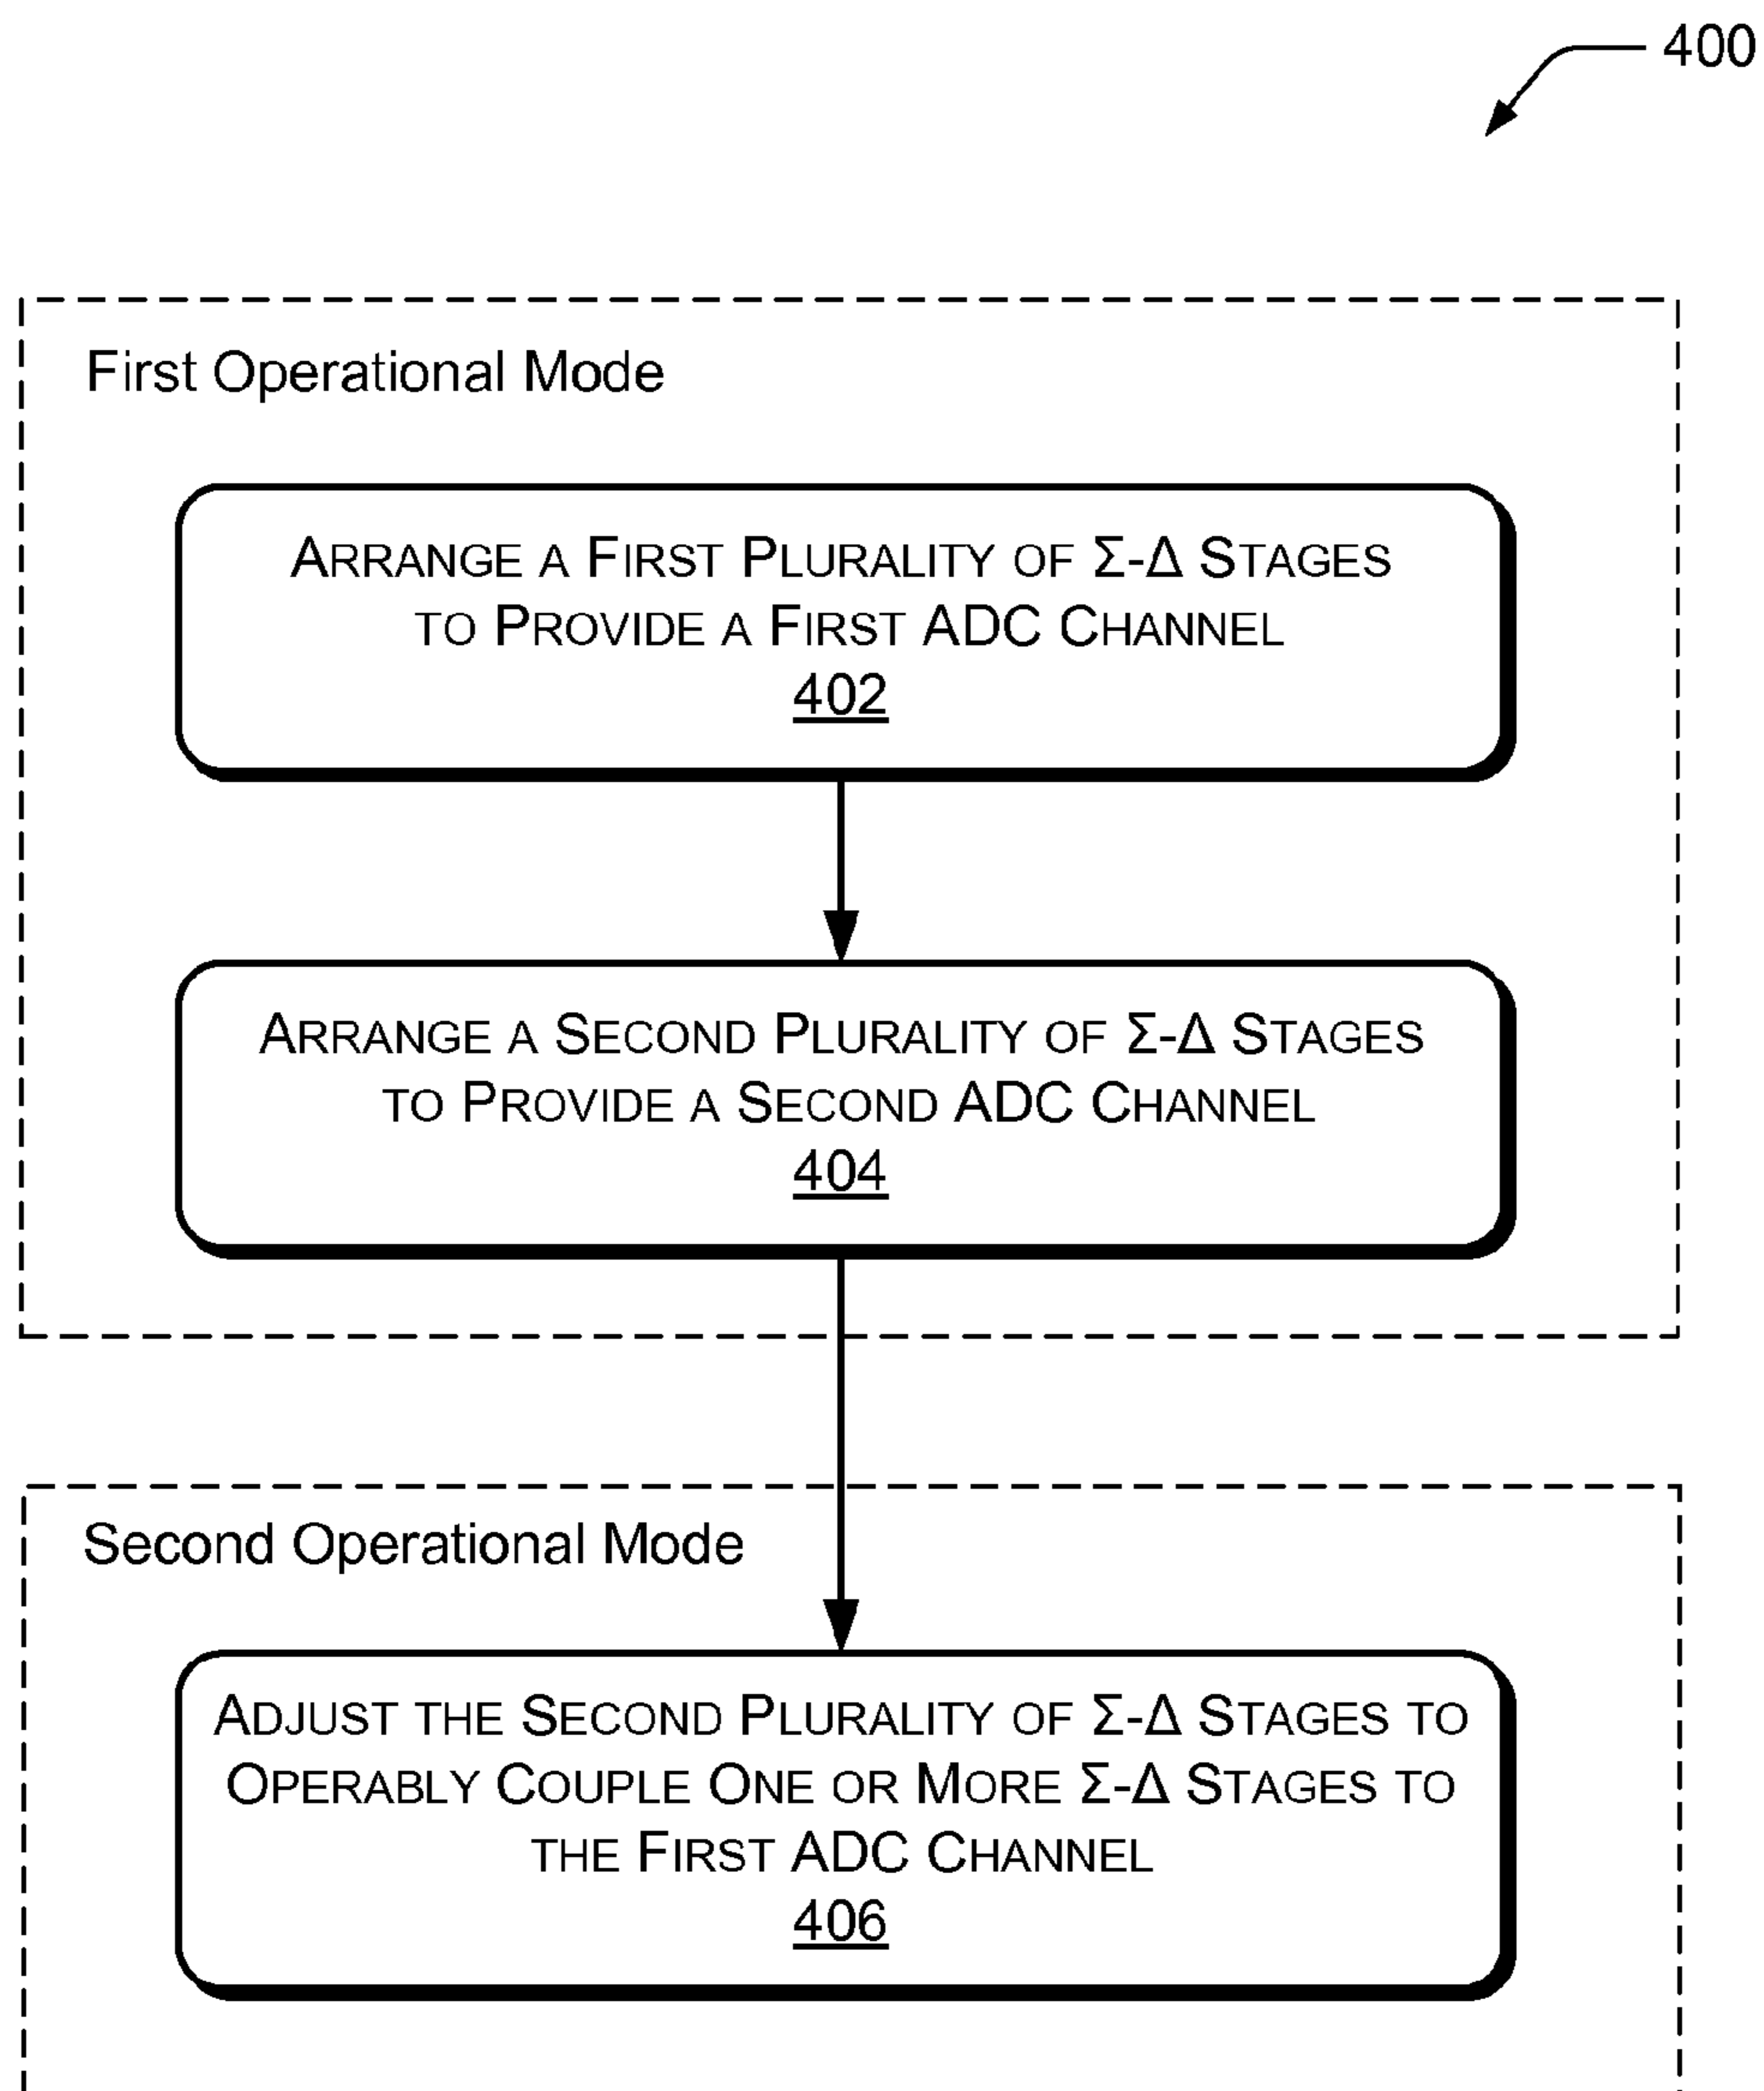 400
First Operational Mode
ARRANGE A FIRST PLURALITY OF Σ-Δ STAGES
TO PROVIDE A FIRST ADC CHANNEL
402
ARRANGE A SECOND PLURALITY OF Σ-Δ STAGES
TO PROVIDE A SECOND ADC CHANNEL
404
Second Operational Mode
ADJUST THE SECOND PLURALITY OF Σ-Δ STAGES TO
OPERABLY COUPLE ONE OR MORE Σ-Δ STAGES TO
THE FIRST ADC CHANNEL
406